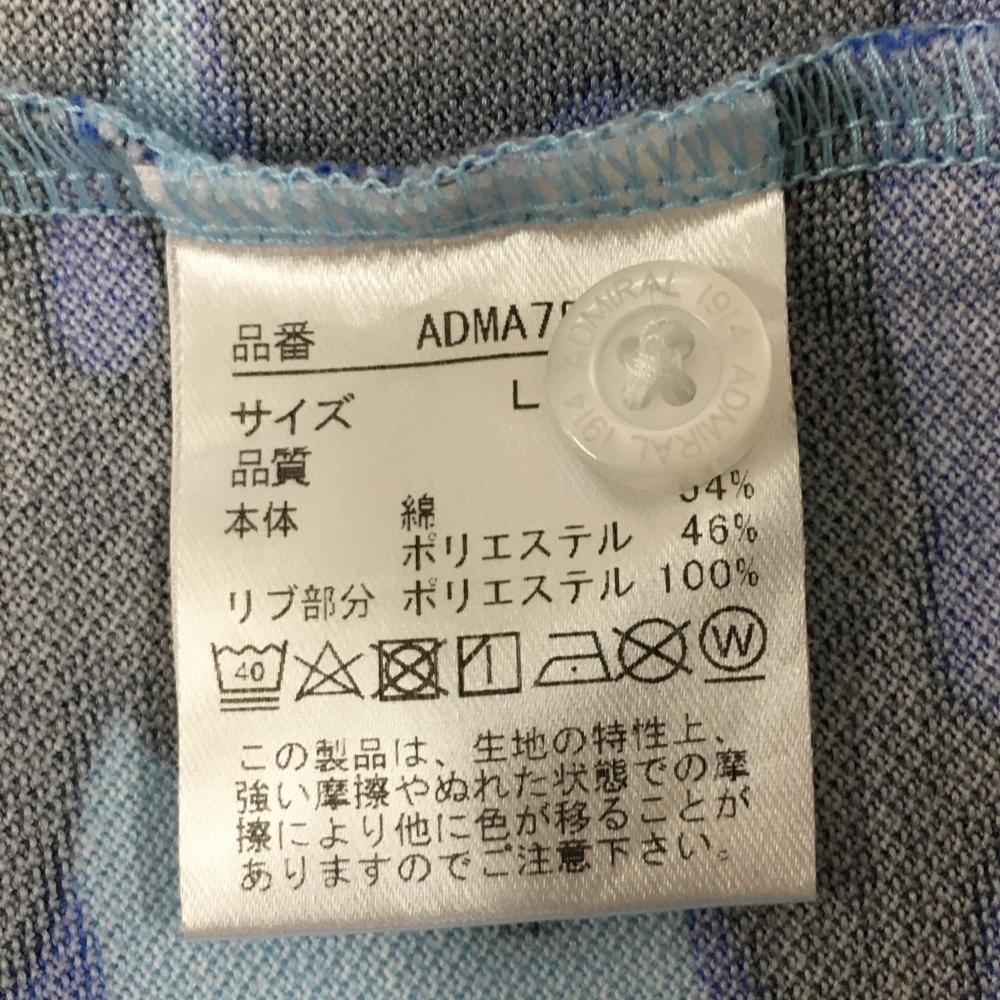 品番 ADMA7
サイズ L
品質
本体 綿 54%
ポリエステル 46%
リブ部分 ポリエステル 100%
40 W
この製品は、生地の特性上、
強い摩擦やぬれた状態での摩
擦により他に色が移ることが
ありますのでご注意下さい。
ADMIRAL 1914 ADMIRAL 1914